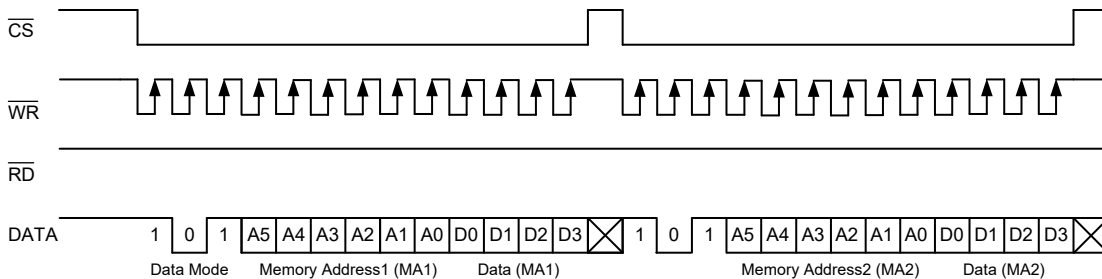 CS
WR
RD
DATA 1 0 1 A5 A4 A3 A2 A1 A0 D0 D1 D2 D3 1 0 1 A5 A4 A3 A2 A1 A0 D0 D1 D2 D3
Data Mode Memory Address1 (MA1) Data (MA1) Memory Address2 (MA2) Data (MA2)